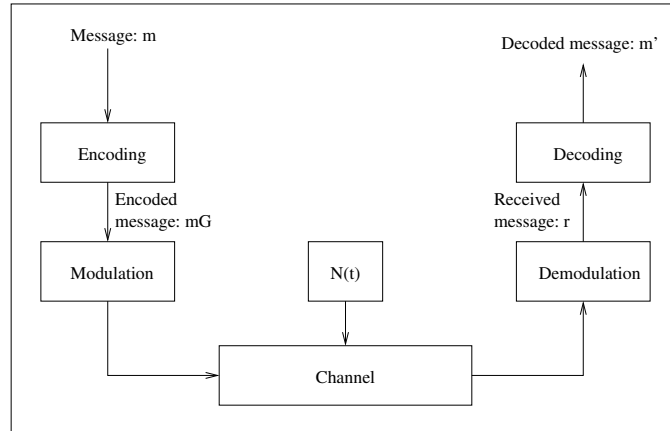 Message: m
Decoded message: m’
Encoding
Decoding
Encoded
message: mG
Received
message: r
Modulation
N(t)
Demodulation
Channel